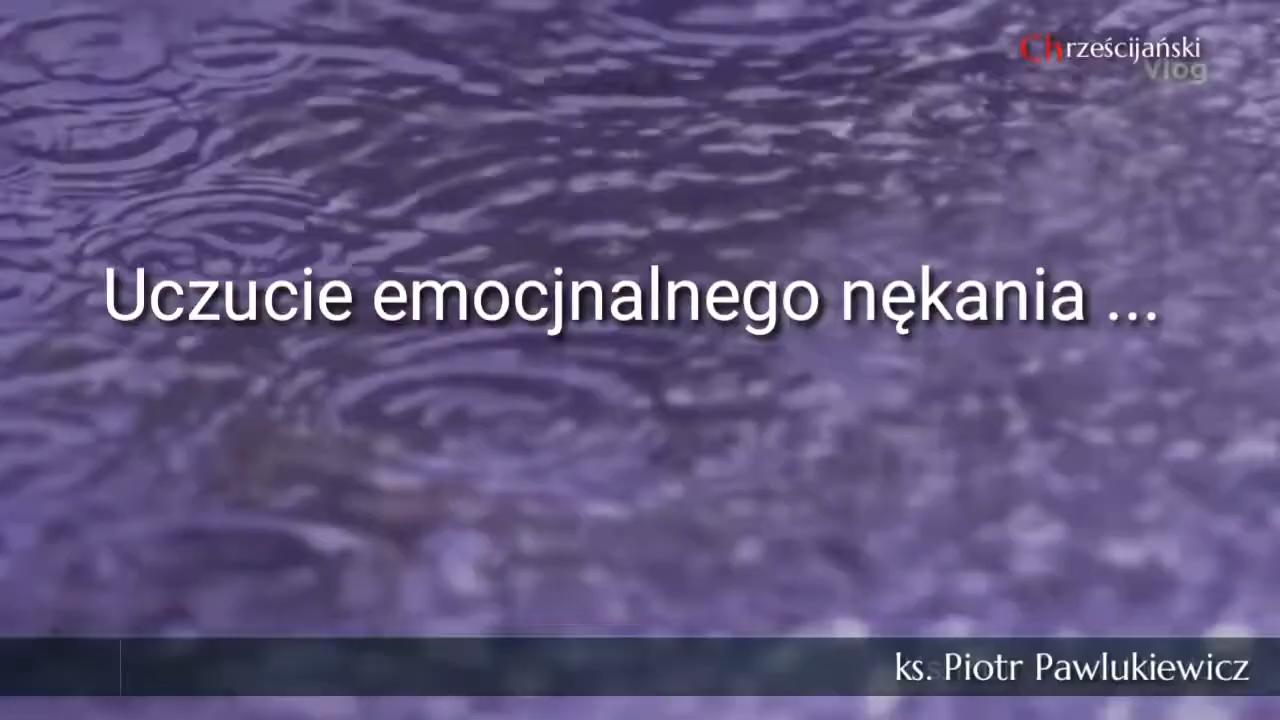 Chrześcijański
vlog
Uczucie emocjnalnego nękania ...
ks. Piotr Pawlukiewicz